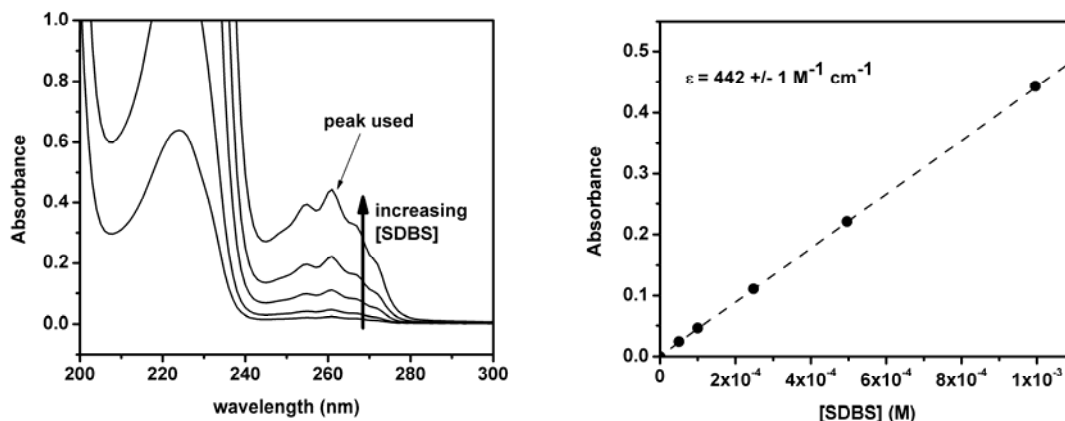 1.0
0.8
0.6
0.4
0.2
0.0
Absorbance
peak used
increasing
[SDBS]
200 220 240 260 280 300
wavelength (nm)
0.5
0.4
0.3
0.2
0.1
0.0
Absorbance
ε = 442 +/- 1 M⁻¹ cm⁻¹
0 2x10⁻⁴ 4x10⁻⁴ 6x10⁻⁴ 8x10⁻⁴ 1x10⁻³
[SDBS] (M)